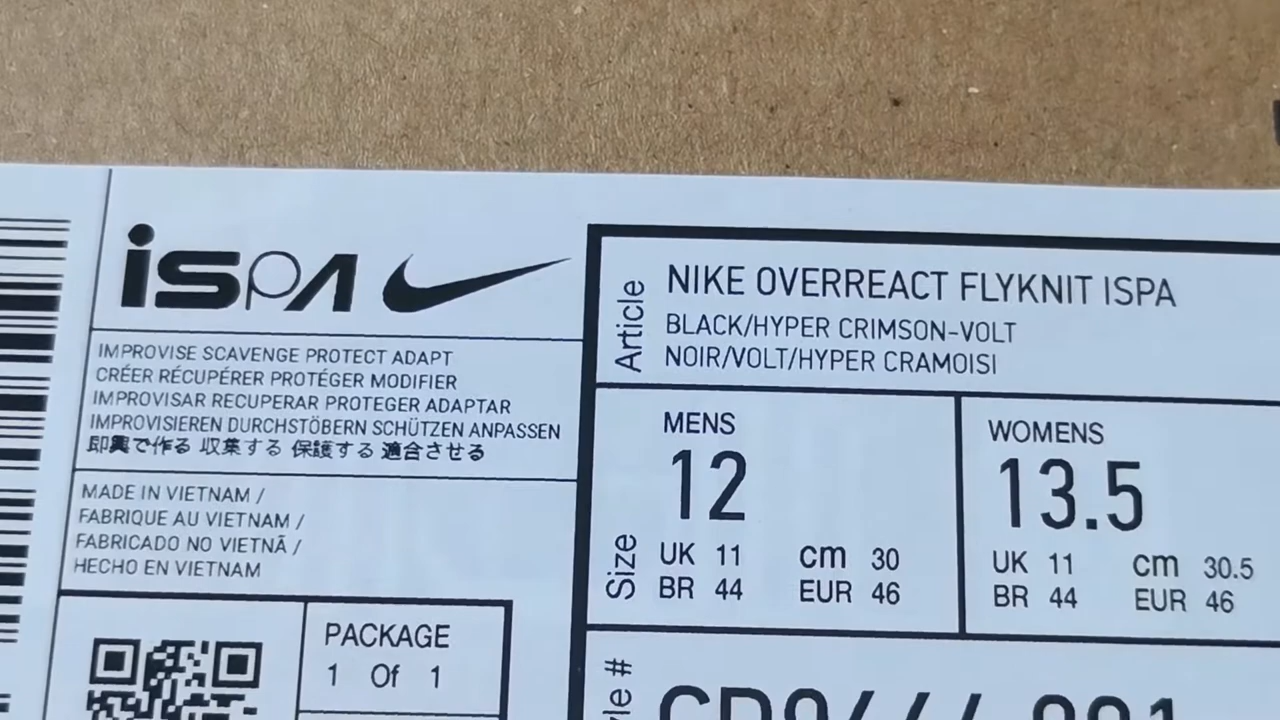 ISPA
IMPROVISE SCAVENGE PROTECT ADAPT
CRÉER RÉCUPÉRER PROTÉGER MODIFIER
IMPROVISAR RECUPERAR PROTEGER ADAPTAR
IMPROVISIEREN DURCHSTÖBERN SCHÜTZEN ANPASSEN
即興で作る 収集する 保護する 適合させる
MADE IN VIETNAM /
FABRIQUE AU VIETNAM /
FABRICADO NO VIETNÃ /
HECHO EN VIETNAM
PACKAGE
1 Of 1
Article
NIKE OVERREACT FLYKNIT ISPA
BLACK/HYPER CRIMSON-VOLT
NOIR/VOLT/HYPER CRAMOISI
Size
MENS
12
UK 11 cm 30
BR 44 EUR 46
WOMENS
13.5
UK 11 cm 30.5
BR 44 EUR 46